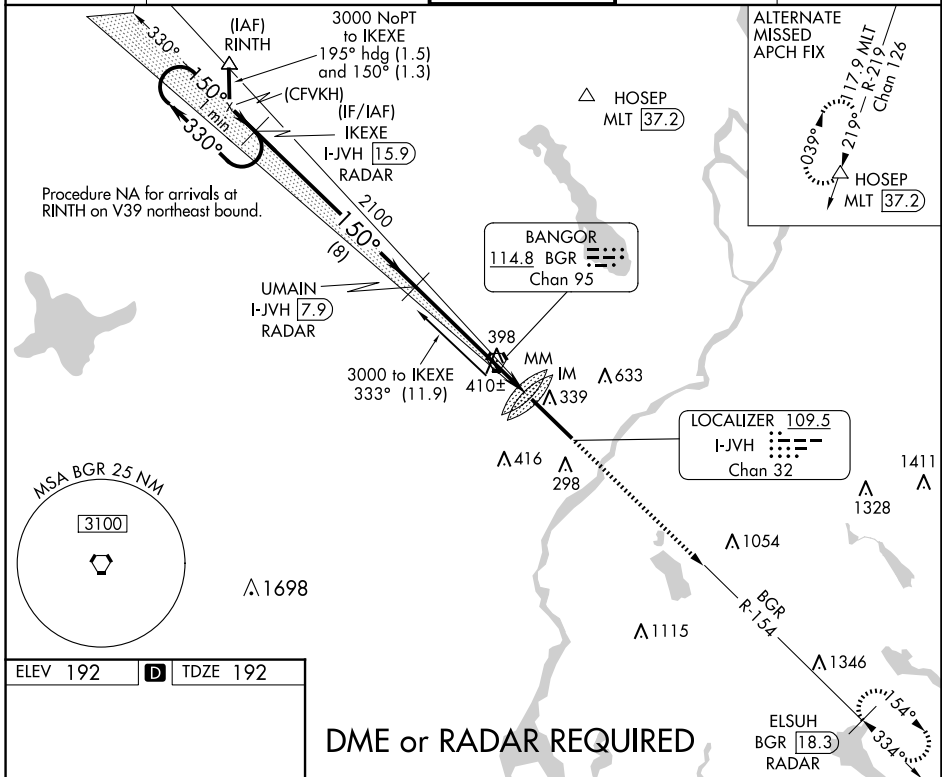 (IAF)
RINTH
3000 NoPT
to IKEXE
195° hdg (1.5)
and 150° (1.3)
330°
150°
1 min
330°
(CFVKH)
(IF/IAF)
IKEXE
I-JVH 15.9
RADAR
HOSEP
MLT 37.2
ALTERNATE
MISSED
APCH FIX
117.9 MLT
R-219
Chan 126
039°
219°
HOSEP
MLT 37.2
Procedure NA for arrivals at
RINTH on V39 northeast bound.
2100
150°
(8)
BANGOR
114.8 BGR
Chan 95
UMAIN
I-JVH 7.9
RADAR
398
MM
IM
633
3000 to IKEXE
333° (11.9)
410±
339
LOCALIZER 109.5
I-JVH
Chan 32
416
298
1411
1328
MSA BGR 25 NM
3100
1054
1698
BGR
R-154
1115
1346
ELEV 192 D TDZE 192
154°
334°
ELSUH
BGR 18.3
RADAR
DME or RADAR REQUIRED